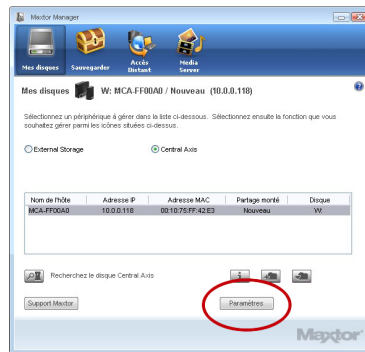 Maxtor Manager
Mes disques
Sauvegarder
Accès Distant
Media Server
Mes disques W: MCA-FF00A0 / Nouveau (10.0.0.118)
Sélectionnez un périphérique à gérer dans la liste ci-dessous. Sélectionnez ensuite la fonction que vous
souhaitez gérer parmi les icônes situées ci-dessus.
External Storage
Central Axis
Nom de l'hôte Adresse IP Adresse MAC Partage monté Disque
MCA-FF00A0 10.0.0.118 00:10:75:FF:42:E3 Nouveau W:
Recherchez le disque Central Axis
Support Maxtor
Paramètres
Maxtor